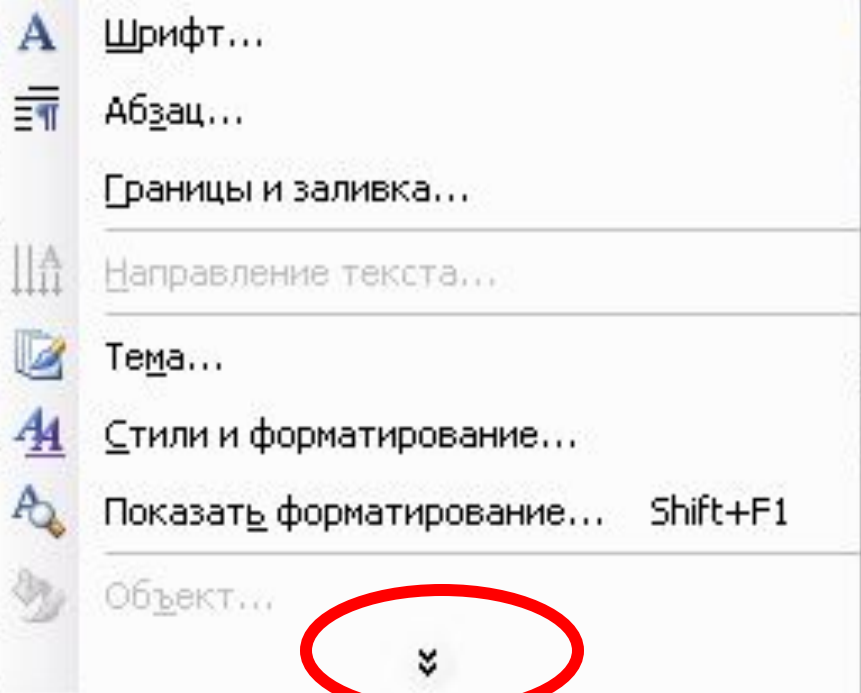 Шрифт...
Абзац...
Границы и заливка...
Направление текста...
Тема...
Стили и форматирование...
Показать форматирование... Shift+F1
Объект...